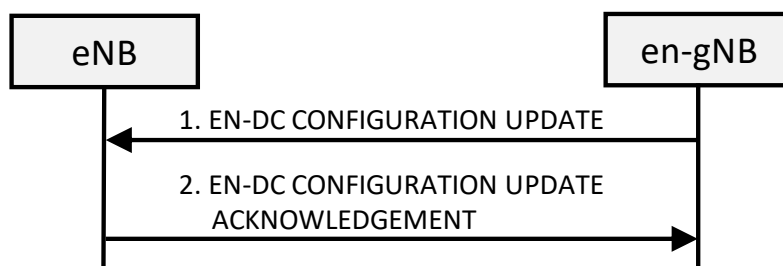 eNB
en-gNB
1. EN-DC CONFIGURATION UPDATE
2. EN-DC CONFIGURATION UPDATE
ACKNOWLEDGEMENT